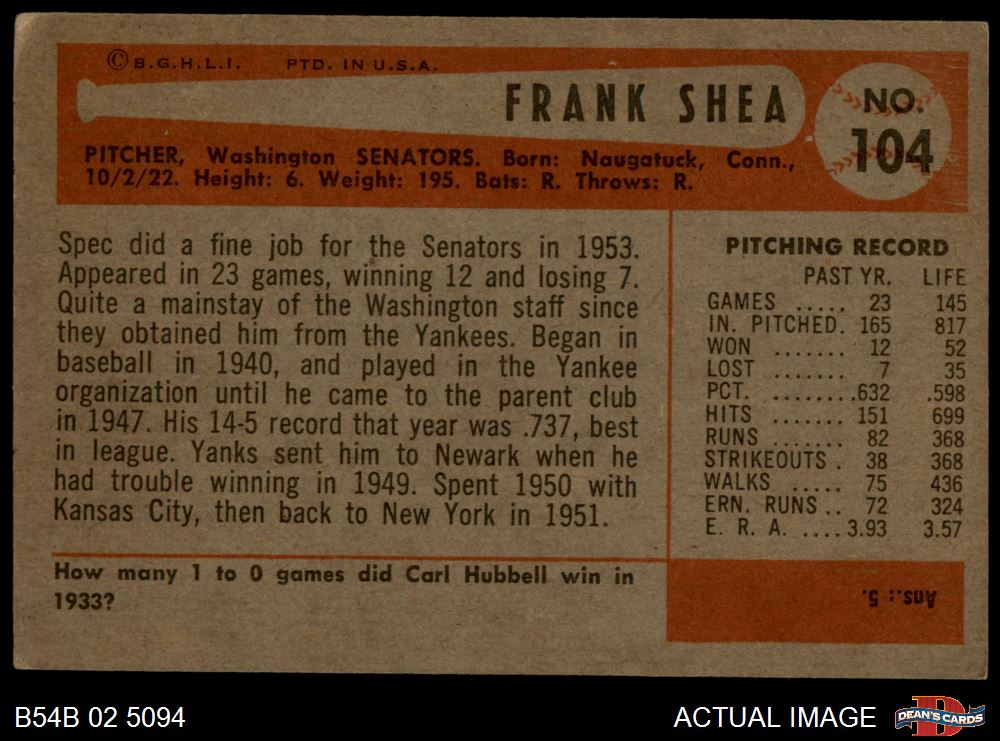 © B.G.H.L.I. PTD. IN U.S.A.
FRANK SHEA
NO.
104
PITCHER, Washington SENATORS. Born: Naugatuck, Conn.,
10/2/22. Height: 6. Weight: 195. Bats: R. Throws: R.
Spec did a fine job for the Senators in 1953.
Appeared in 23 games, winning 12 and losing 7.
Quite a mainstay of the Washington staff since
they obtained him from the Yankees. Began in
baseball in 1940, and played in the Yankee
organization until he came to the parent club
in 1947. His 14-5 record that year was .737, best
in league. Yanks sent him to Newark when he
had trouble winning in 1949. Spent 1950 with
Kansas City, then back to New York in 1951.
PITCHING RECORD
PAST YR. LIFE
GAMES ..... 23 145
IN. PITCHED. 165 817
WON ....... 12 52
LOST ....... 7 35
PCT. ........ .632 .598
HITS ....... 151 699
RUNS ....... 82 368
STRIKEOUTS . 38 368
WALKS ..... 75 436
ERN. RUNS .. 72 324
E. R. A. .... 3.93 3.57
How many 1 to 0 games did Carl Hubbell win in
1933?
Ans.: 5.
B54B 02 5094
ACTUAL IMAGE
D
DEAN'S CARDS